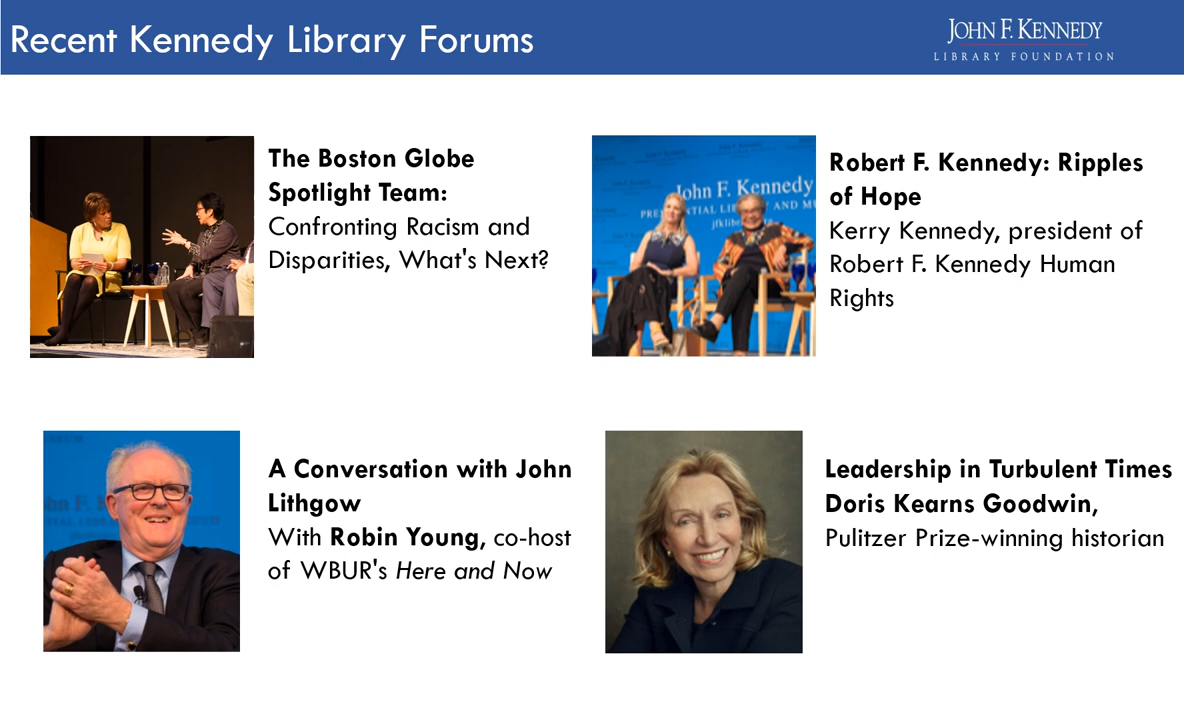 Recent Kennedy Library Forums
JOHN F. KENNEDY
LIBRARY FOUNDATION
The Boston Globe
Spotlight Team:
Confronting Racism and
Disparities, What's Next?
John F. Kennedy
jfklibr
Robert F. Kennedy: Ripples
of Hope
Kerry Kennedy, president of
Robert F. Kennedy Human
Rights
A Conversation with John
Lithgow
With Robin Young, co-host
of WBUR's Here and Now
Leadership in Turbulent Times
Doris Kearns Goodwin,
Pulitzer Prize-winning historian